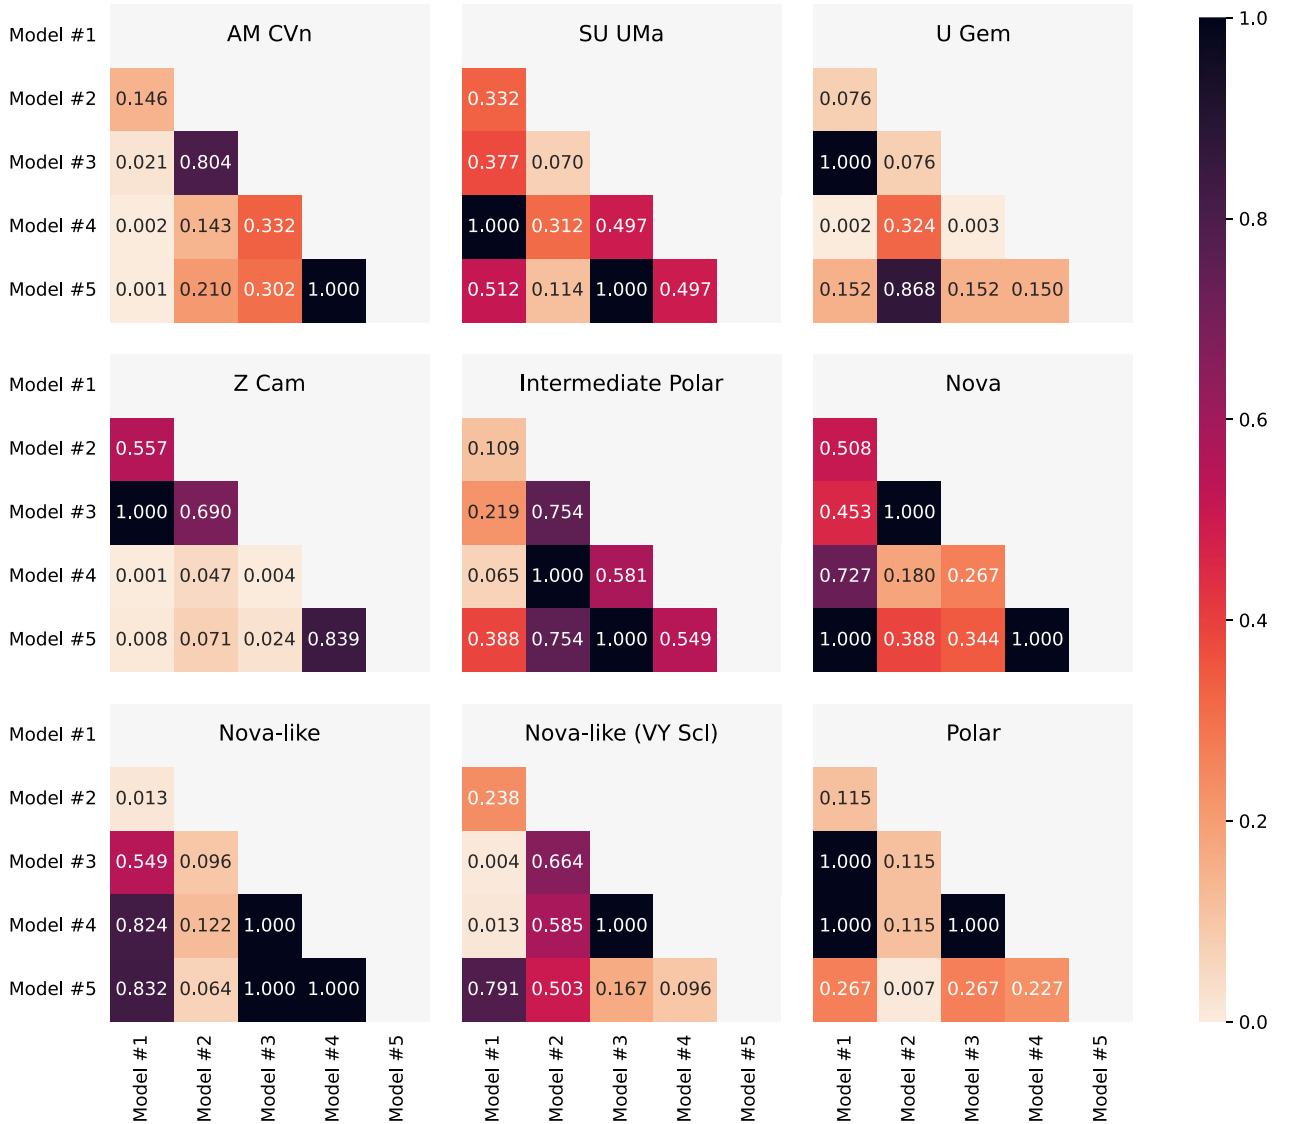 Model #1 AM CVn SU UMa U Gem 1.0
Model #2 0.146 0.332 0.076
Model #3 0.021 0.804 0.377 0.070 1.000 0.076
Model #4 0.002 0.143 0.332 1.000 0.312 0.497 0.002 0.324 0.003
0.8
Model #5 0.001 0.210 0.302 1.000 0.512 0.114 1.000 0.497 0.152 0.868 0.152 0.150
Model #1 Z Cam Intermediate Polar Nova
0.6
Model #2 0.557 0.109 0.508
Model #3 1.000 0.690 0.219 0.754 0.453 1.000
Model #4 0.001 0.047 0.004 0.065 1.000 0.581 0.727 0.180 0.267
0.4
Model #5 0.008 0.071 0.024 0.839 0.388 0.754 1.000 0.549 1.000 0.388 0.344 1.000
Model #1 Nova-like Nova-like (VY Scl) Polar
Model #2 0.013 0.238 0.115
0.2
Model #3 0.549 0.096 0.004 0.664 1.000 0.115
Model #4 0.824 0.122 1.000 0.013 0.585 1.000 1.000 0.115 1.000
Model #5 0.832 0.064 1.000 1.000 0.791 0.503 0.167 0.096 0.267 0.007 0.267 0.227
0.0
Model #1 Model #2 Model #3 Model #4 Model #5 Model #1 Model #2 Model #3 Model #4 Model #5 Model #1 Model #2 Model #3 Model #4 Model #5